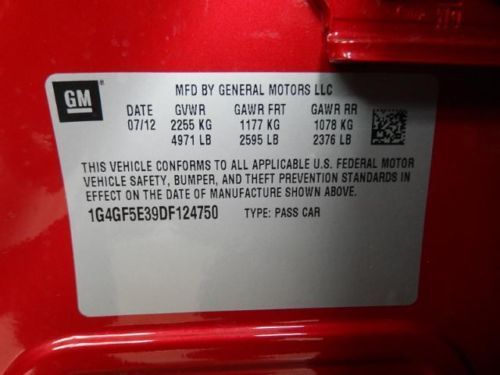 GM
MFD BY GENERAL MOTORS LLC
DATE GVWR GAWR FRT GAWR RR
07/12 2255 KG 1177 KG 1078 KG
4971 LB 2595 LB 2376 LB
THIS VEHICLE CONFORMS TO ALL APPLICABLE U.S. FEDERAL MOTOR
VEHICLE SAFETY, BUMPER, AND THEFT PREVENTION STANDARDS IN
EFFECT ON THE DATE OF MANUFACTURE SHOWN ABOVE.
1G4GF5E39DF124750 TYPE: PASS CAR